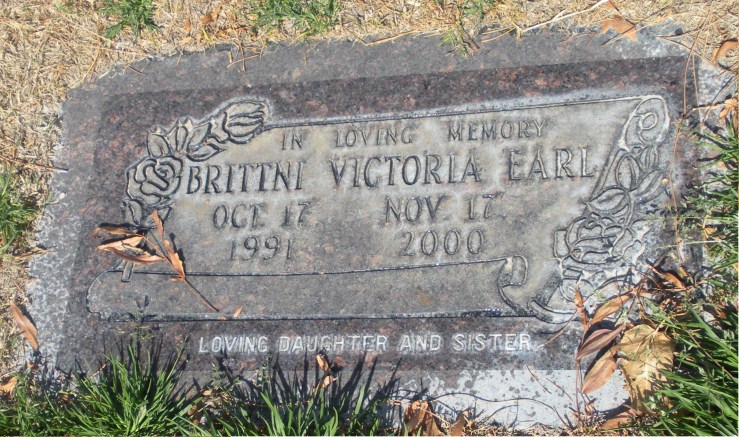 IN LOVING MEMORY
BRITTNI VICTORIA EARL
OCT. 17 NOV 17
1991 2000
LOVING DAUGHTER AND SISTER